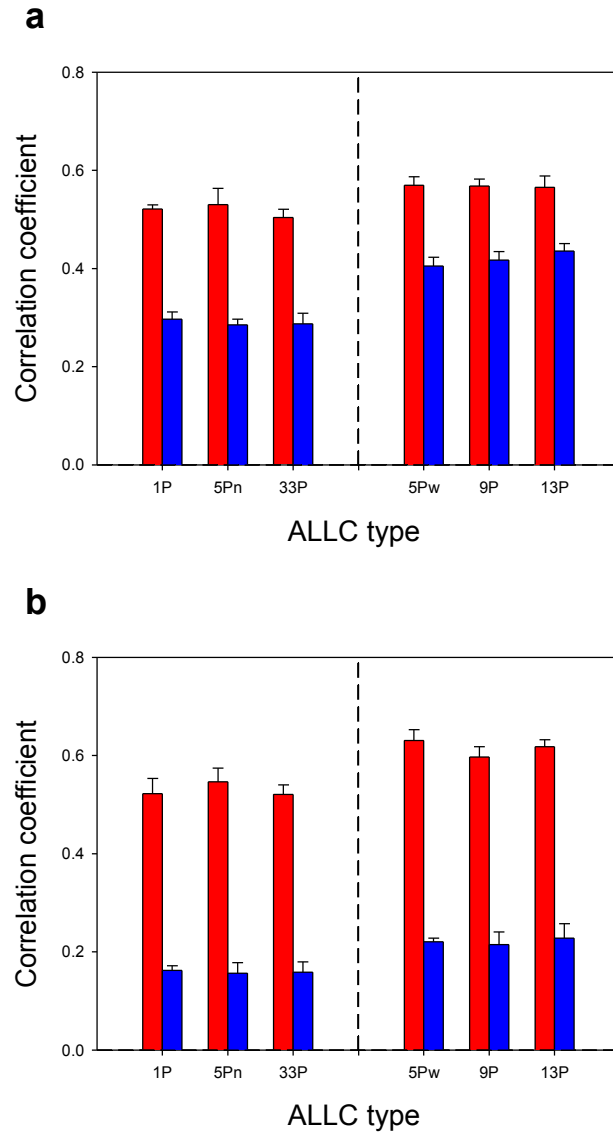 a
0.8
0.6
0.4
0.2
0.0
Correlation coefficient
1P 5Pn 33P 5Pw 9P 13P
ALLC type
b
0.8
0.6
0.4
0.2
0.0
Correlation coefficient
1P 5Pn 33P 5Pw 9P 13P
ALLC type